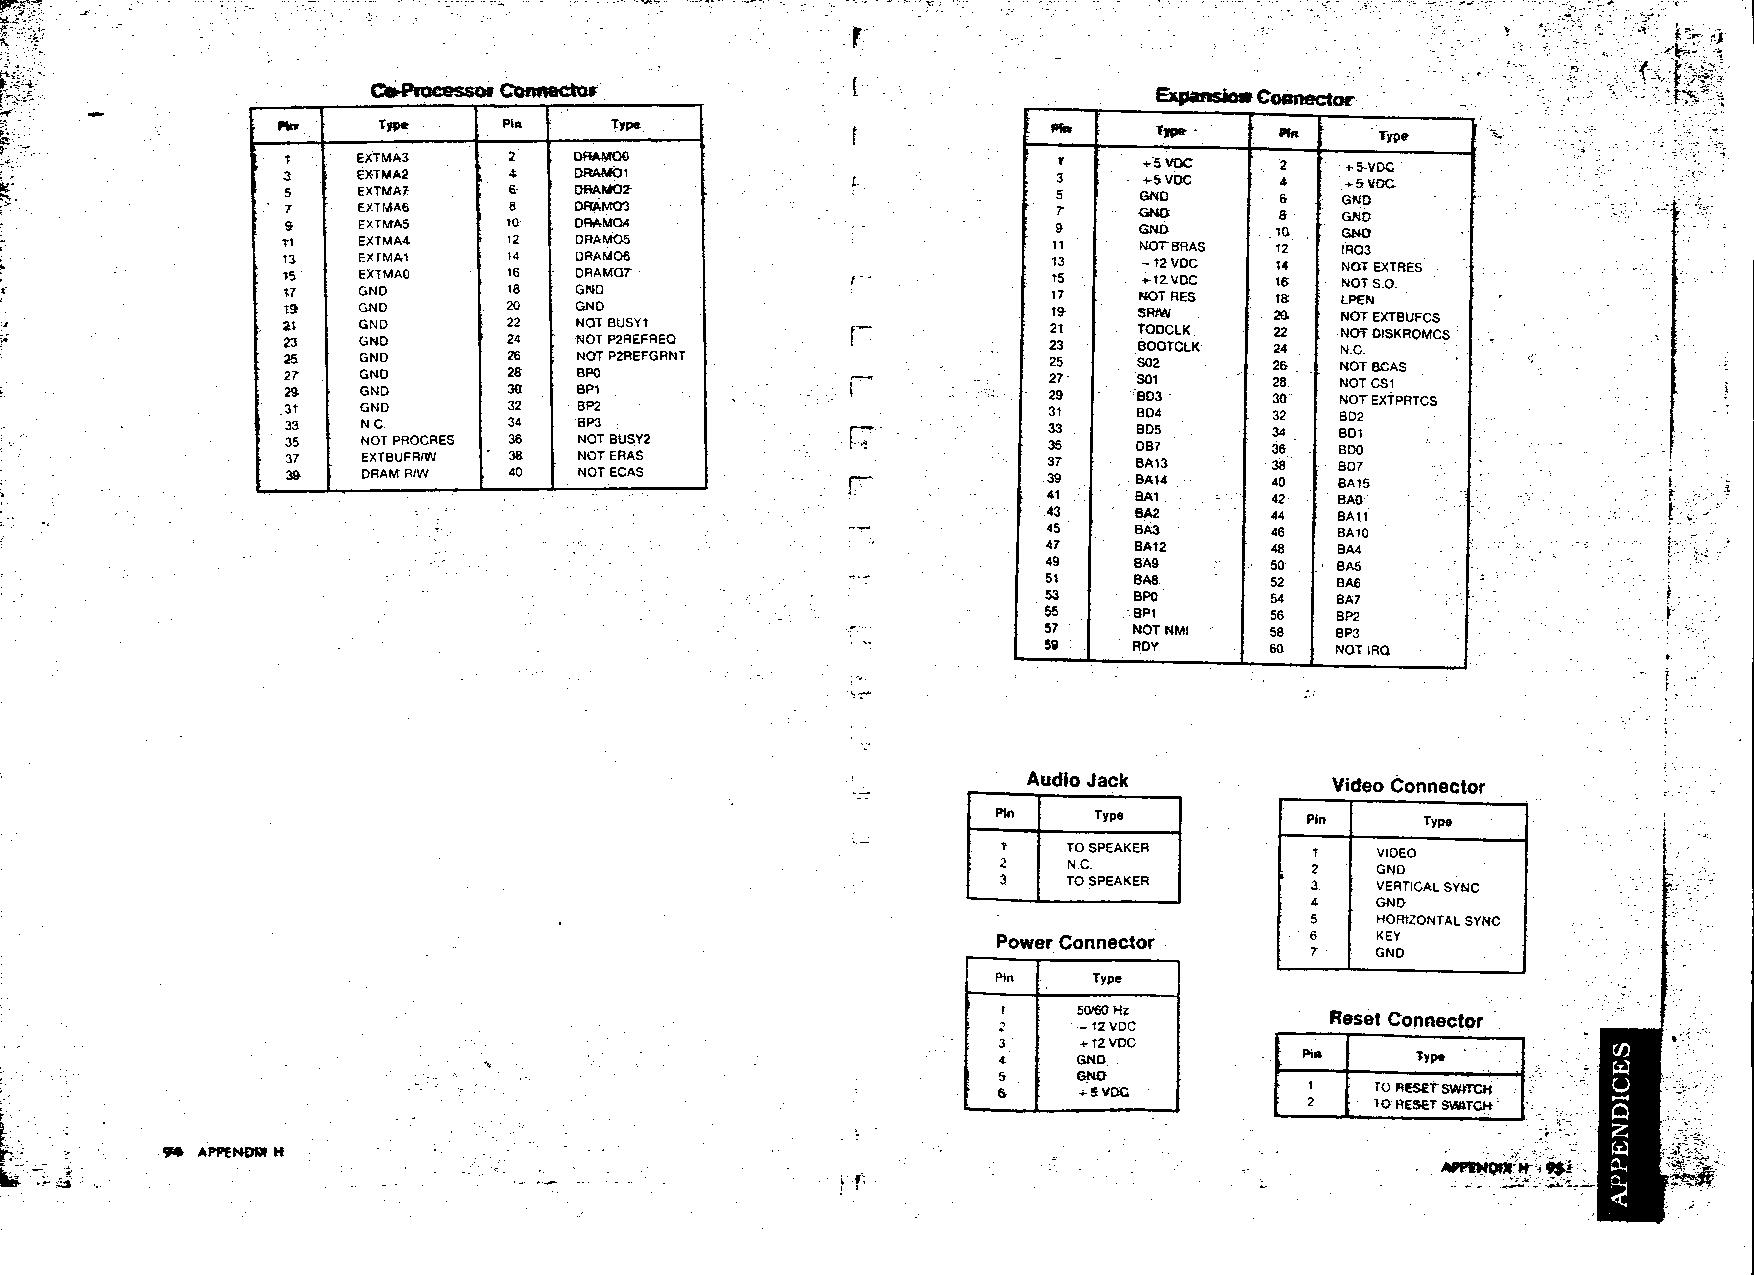 Co-Processor Connector
Pin Type Pin Type
1 EXTMA3 2 DRAMO0
3 EXTMA2 4 DRAMO1
5 EXTMA7 6 DRAMO2
7 EXTMA6 8 DRAMO3
9 EXTMA5 10 DRAMO4
11 EXTMA4 12 DRAMO5
13 EXTMA1 14 DRAMO6
15 EXTMA0 16 DRAMO7
17 GND 18 GND
19 GND 20 GND
21 GND 22 NOT BUSY1
23 GND 24 NOT P2REFREQ
25 GND 26 NOT P2REFGRNT
27 GND 28 BP0
29 GND 30 BP1
31 GND 32 BP2
33 N.C. 34 BP3
35 NOT PROCRES 36 NOT BUSY2
37 EXTBUFR/W 38 NOT ERAS
39 DRAM R/W 40 NOT ECAS
94 APPENDIX H
Expansion Connector
Pin Type Pin Type
1 +5 VDC 2 +5 VDC
3 +5 VDC 4 +5 VDC
5 GND 6 GND
7 GND 8 GND
9 GND 10 GND
11 NOT BRAS 12 IRQ3
13 -12 VDC 14 NOT EXTRES
15 +12 VDC 16 NOT S.O.
17 NOT RES 18 LPEN
19 SR/W 20 NOT EXTBUFCS
21 TODCLK 22 NOT DISKROMCS
23 BOOTCLK 24 N.C.
25 S02 26 NOT BCAS
27 S01 28 NOT CS1
29 BD3 30 NOT EXTPRTCS
31 BD4 32 BD2
33 BD5 34 BD1
35 DB7 36 BD0
37 BA13 38 BD7
39 BA14 40 BA15
41 BA1 42 BA0
43 BA2 44 BA11
45 BA3 46 BA10
47 BA12 48 BA4
49 BA9 50 BA5
51 BA8 52 BA6
53 BP0 54 BA7
55 BP1 56 BP2
57 NOT NMI 58 BP3
59 RDY 60 NOT IRQ
Audio Jack
Pin Type
1 TO SPEAKER
2 N.C.
3 TO SPEAKER
Video Connector
Pin Type
1 VIDEO
2 GND
3 VERTICAL SYNC
4 GND
5 HORIZONTAL SYNC
6 KEY
7 GND
Power Connector
Pin Type
1 50/60 Hz
2 -12 VDC
3 +12 VDC
4 GND
5 GND
6 +5 VDC
Reset Connector
Pin Type
1 TO RESET SWITCH
2 TO RESET SWITCH
APPENDIX H 95
APPENDICES